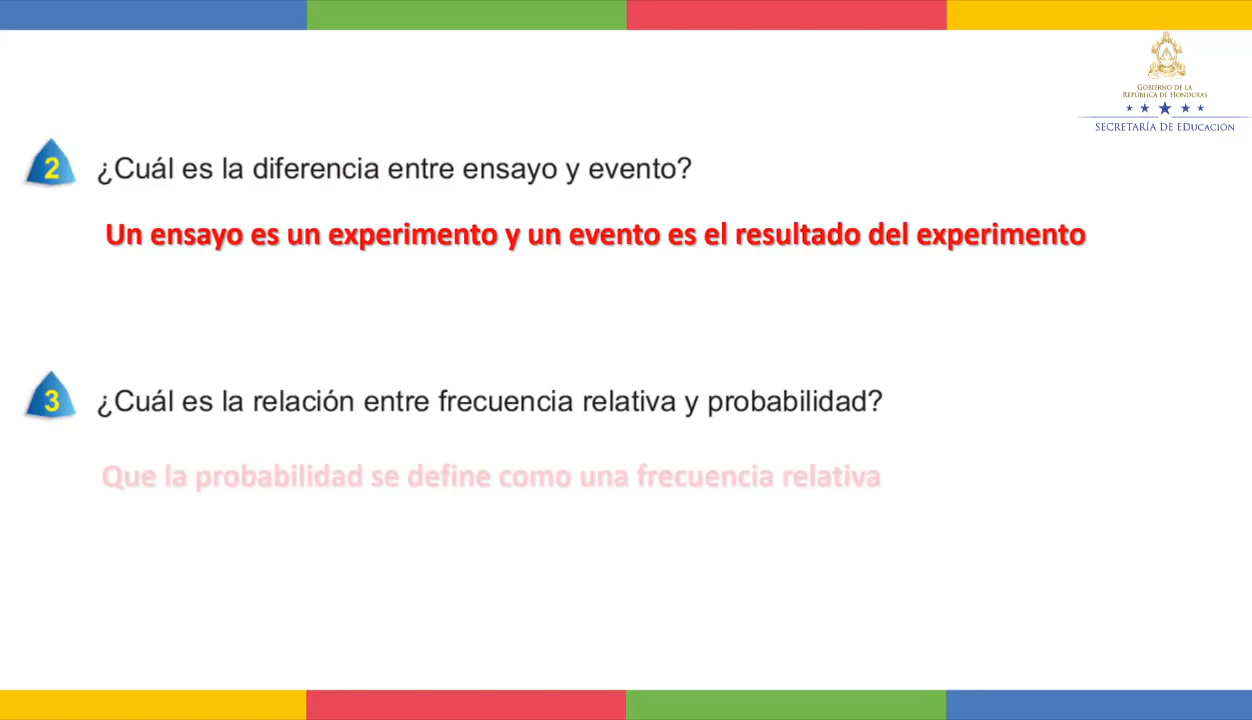 GOBIERNO DE LA
REPÚBLICA DE HONDURAS
SECRETARÍA DE EDUCACIÓN
2 ¿Cuál es la diferencia entre ensayo y evento?
Un ensayo es un experimento y un evento es el resultado del experimento
3 ¿Cuál es la relación entre frecuencia relativa y probabilidad?
Que la probabilidad se define como una frecuencia relativa